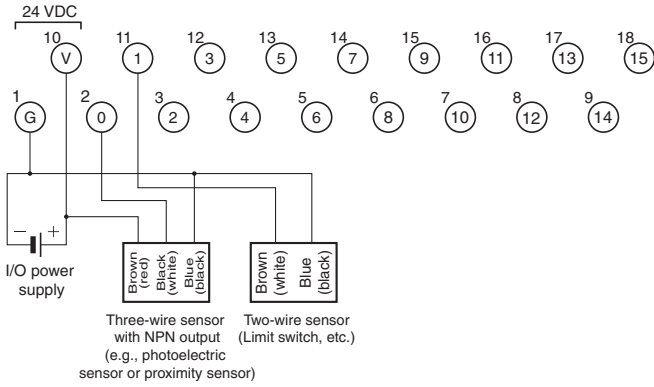 24 VDC
10 11 12 13 14 15 16 17 18
V 1 3 5 7 9 11 13 15
1 2 3 4 5 6 7 8 9
G 0 2 4 6 8 10 12 14
− +
I/O power
supply
Brown
(red)
Black
(white)
Blue
(black)
Brown
(white)
Blue
(black)
Three-wire sensor
with NPN output
(e.g., photoelectric
sensor or proximity sensor)
Two-wire sensor
(Limit switch, etc.)